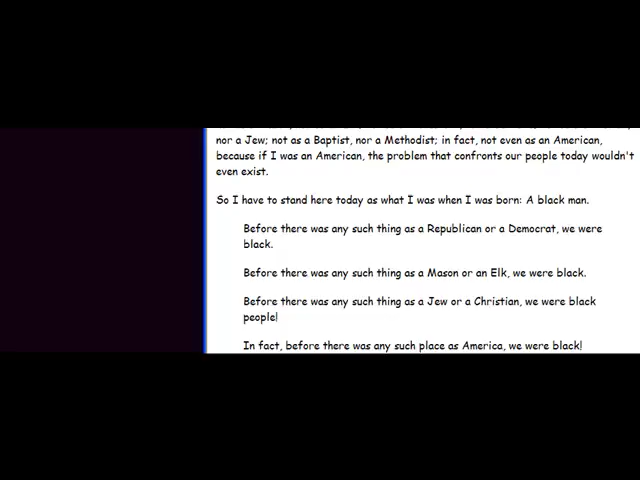 nor a Jew; not as a Baptist, nor a Methodist; in fact, not even as an American,
because if I was an American, the problem that confronts our people today wouldn't
even exist.
So I have to stand here today as what I was when I was born: A black man.
Before there was any such thing as a Republican or a Democrat, we were
black.
Before there was any such thing as a Mason or an Elk, we were black.
Before there was any such thing as a Jew or a Christian, we were black
people!
In fact, before there was any such place as America, we were black!